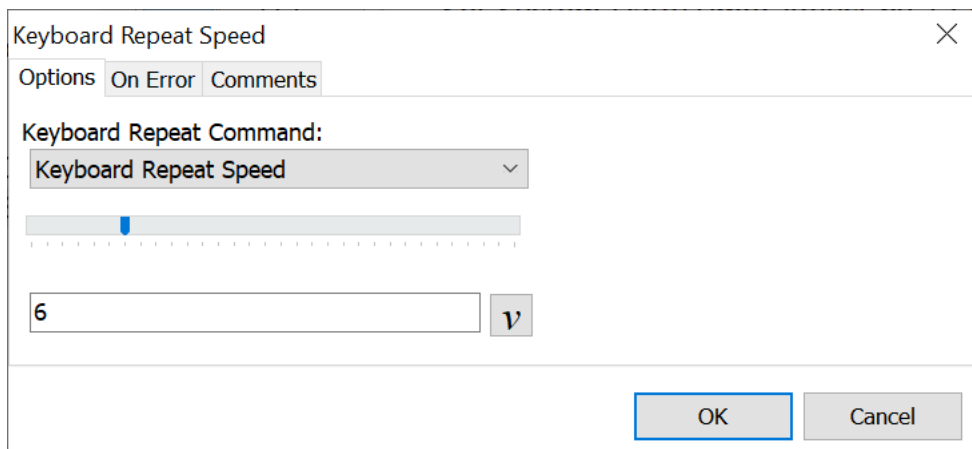 Keyboard Repeat Speed
Options On Error Comments
Keyboard Repeat Command:
Keyboard Repeat Speed
6
v
OK Cancel